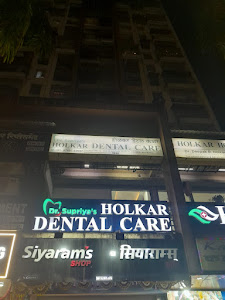 HOLKAR DENTAL CARE
HOLKAR
Dr. Supriya's HOLKAR
DENTAL CARE
Siyaram's सियाराम्स
SHOP